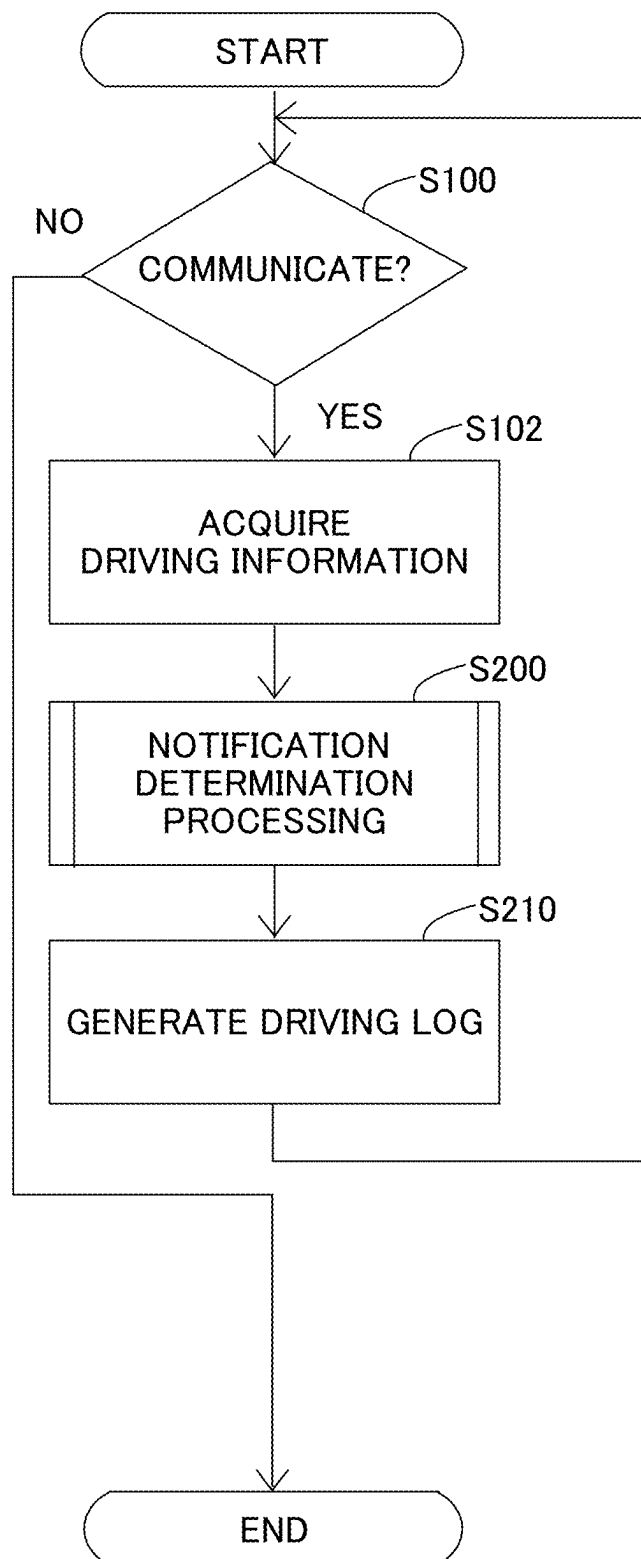 START
S100
NO
COMMUNICATE?
YES
S102
ACQUIRE
DRIVING INFORMATION
S200
NOTIFICATION
DETERMINATION
PROCESSING
S210
GENERATE DRIVING LOG
END